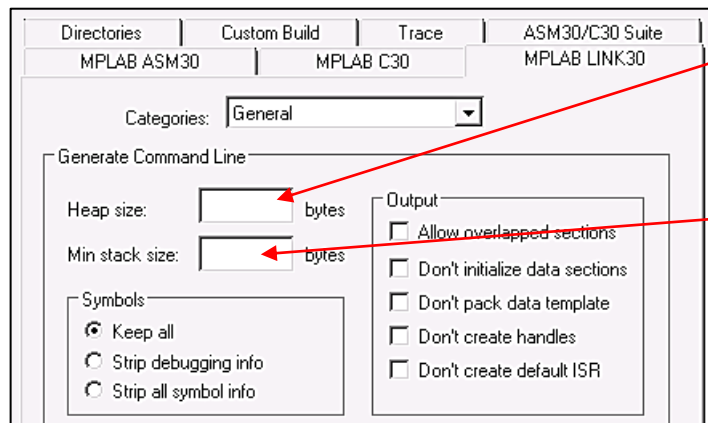 Directories Custom Build Trace ASM30/C30 Suite
MPLAB ASM30 MPLAB C30 MPLAB LINK30
Categories: General
Generate Command Line
Heap size: bytes
Min stack size: bytes
Symbols
Keep all
Strip debugging info
Strip all symbol info
Output
Allow overlapped sections
Don't initialize data sections
Don't pack data template
Don't create handles
Don't create default ISR